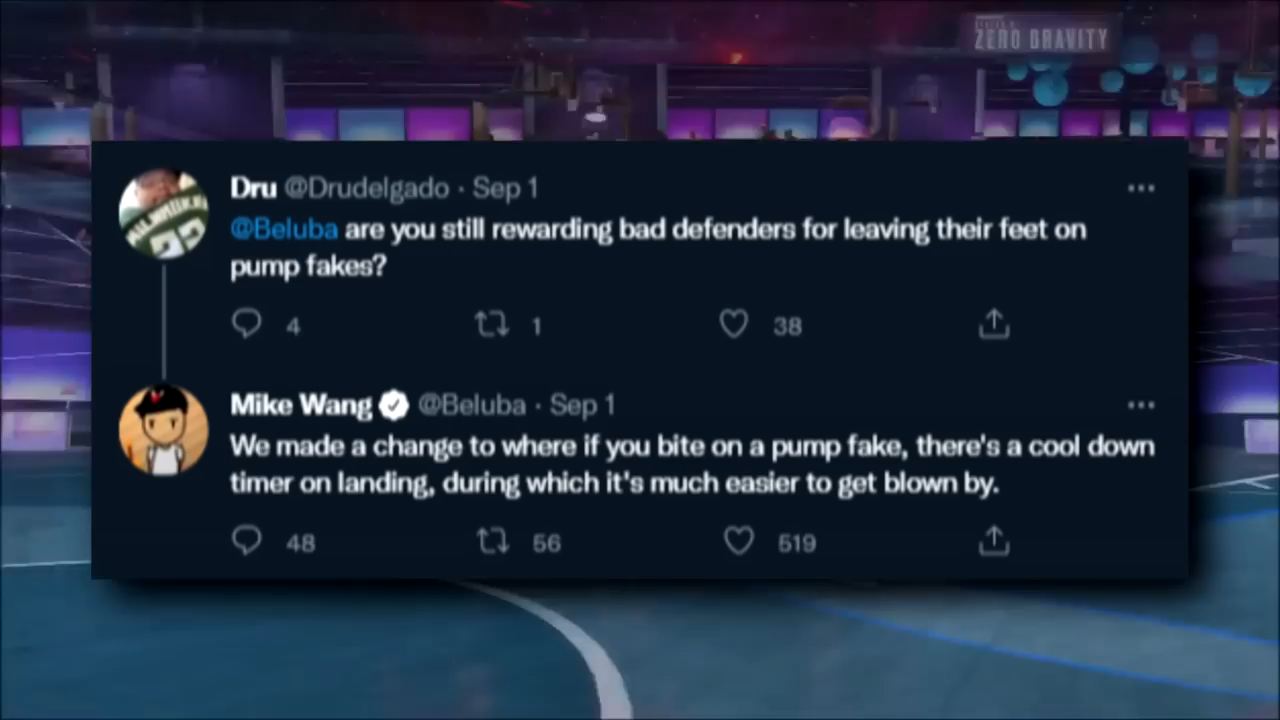 ZERO GRAVITY
Dru @Drudelgado · Sep 1
@Beluba are you still rewarding bad defenders for leaving their feet on
pump fakes?
4 1 38
Mike Wang @Beluba · Sep 1
We made a change to where if you bite on a pump fake, there's a cool down
timer on landing, during which it's much easier to get blown by.
48 56 519